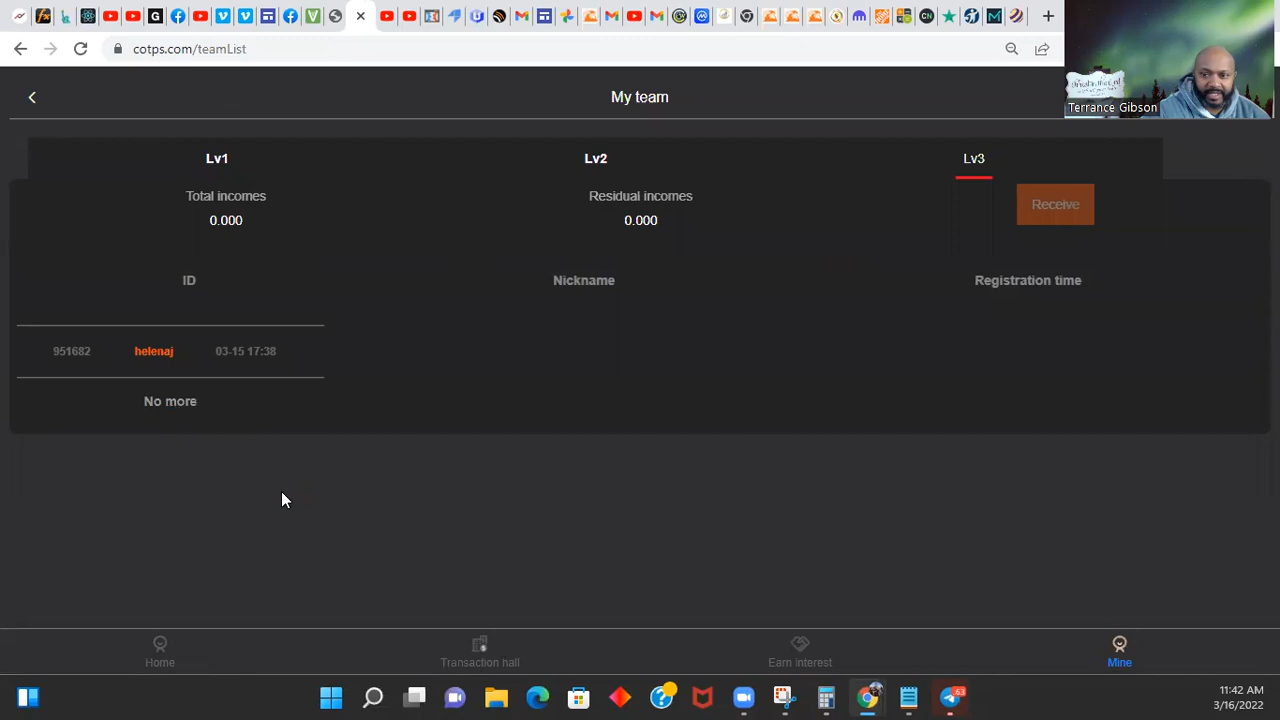 cotps.com/teamList
Terrance Gibson
My team
Lv1 Lv2 Lv3
Total incomes Residual incomes
Receive
0.000 0.000
ID Nickname Registration time
951682 helenaj 03-15 17:38
No more
Home Transaction hall Earn interest Mine
63
11:42 AM
3/16/2022